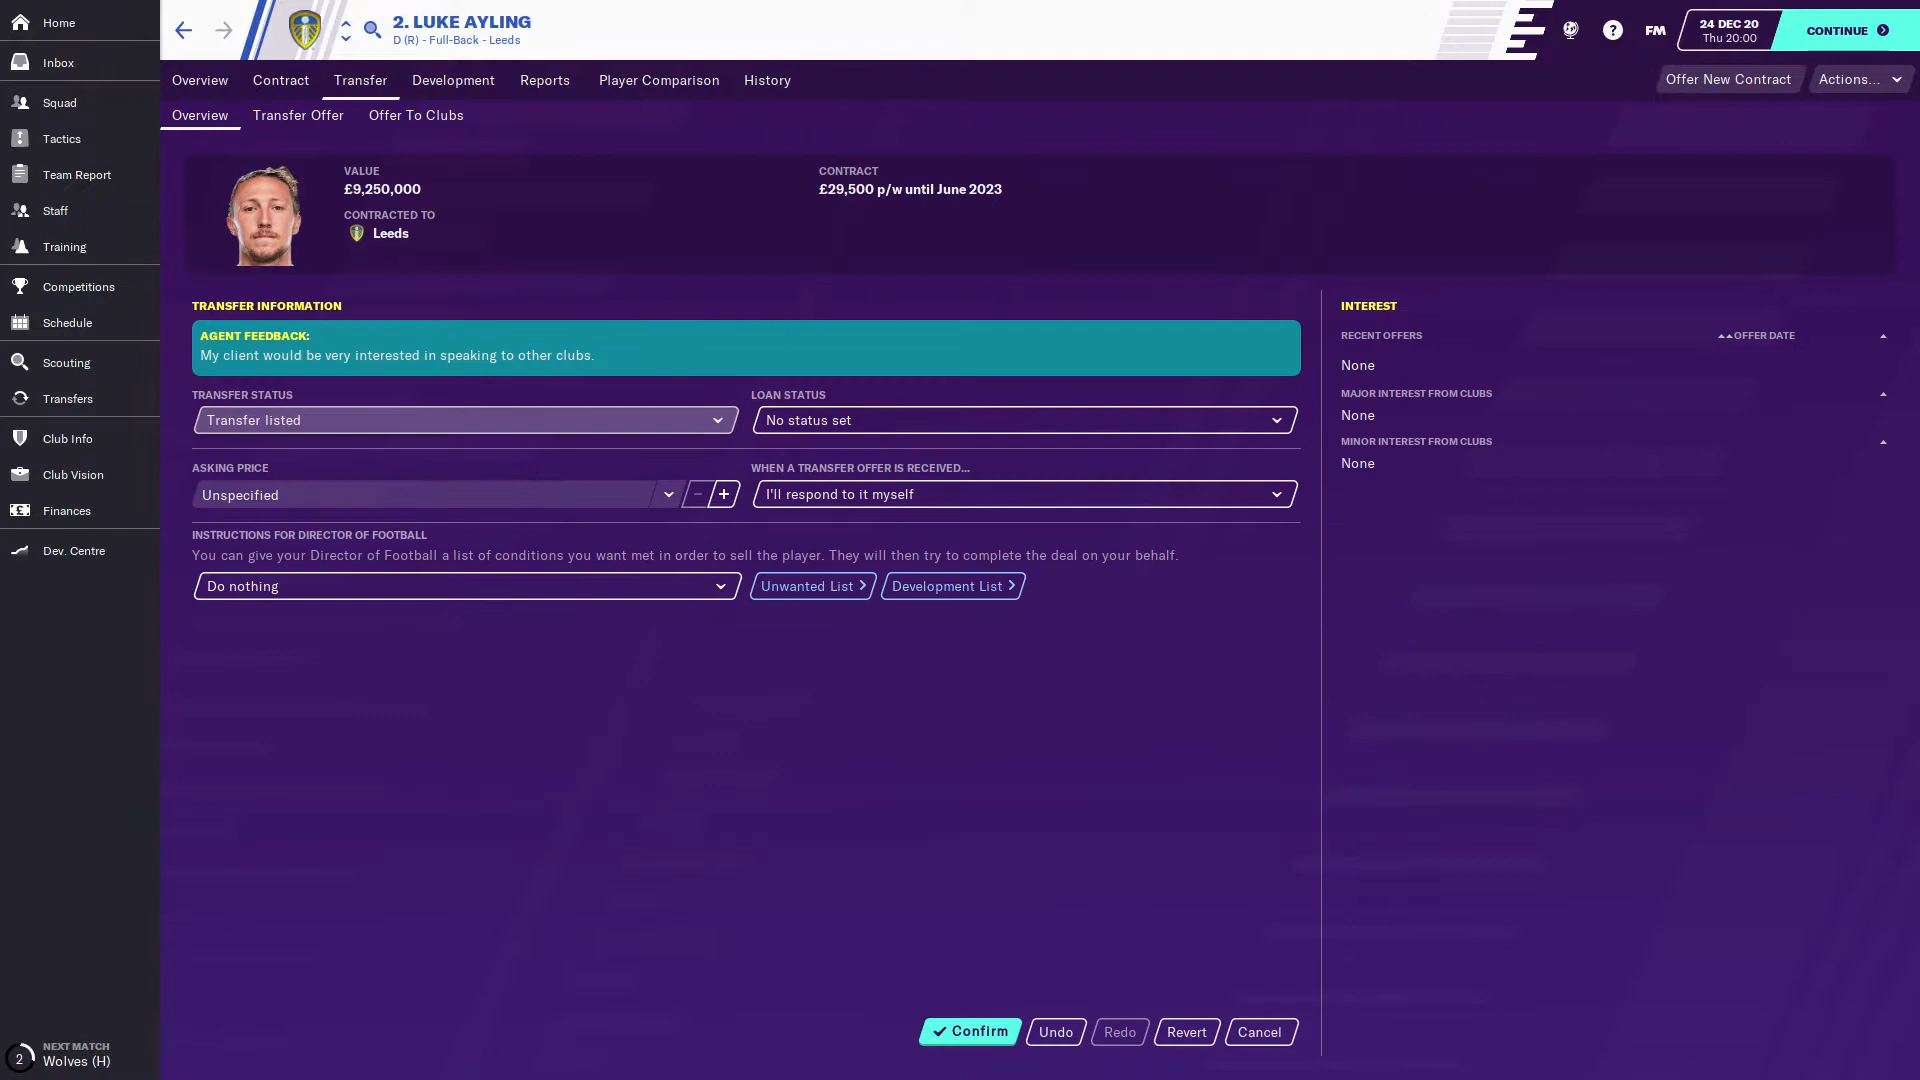 Home
Inbox
Squad
Tactics
Team Report
Staff
Training
Competitions
Schedule
Scouting
Transfers
Club Info
Club Vision
Finances
Dev. Centre
2
NEXT MATCH
Wolves (H)
2. LUKE AYLING
D (R) - Full-Back - Leeds
?
FM
24 DEC 20
Thu 20:00
CONTINUE
Overview Contract Transfer Development Reports Player Comparison History
Offer New Contract
Actions...
Overview Transfer Offer Offer To Clubs
VALUE
£9,250,000
CONTRACTED TO
Leeds
CONTRACT
£29,500 p/w until June 2023
TRANSFER INFORMATION
AGENT FEEDBACK:
My client would be very interested in speaking to other clubs.
TRANSFER STATUS
Transfer listed
LOAN STATUS
No status set
ASKING PRICE
Unspecified
- +
WHEN A TRANSFER OFFER IS RECEIVED...
I'll respond to it myself
INSTRUCTIONS FOR DIRECTOR OF FOOTBALL
You can give your Director of Football a list of conditions you want met in order to sell the player. They will then try to complete the deal on your behalf.
Do nothing
Unwanted List
Development List
INTEREST
RECENT OFFERS
OFFER DATE
None
MAJOR INTEREST FROM CLUBS
None
MINOR INTEREST FROM CLUBS
None
Confirm
Undo
Redo
Revert
Cancel